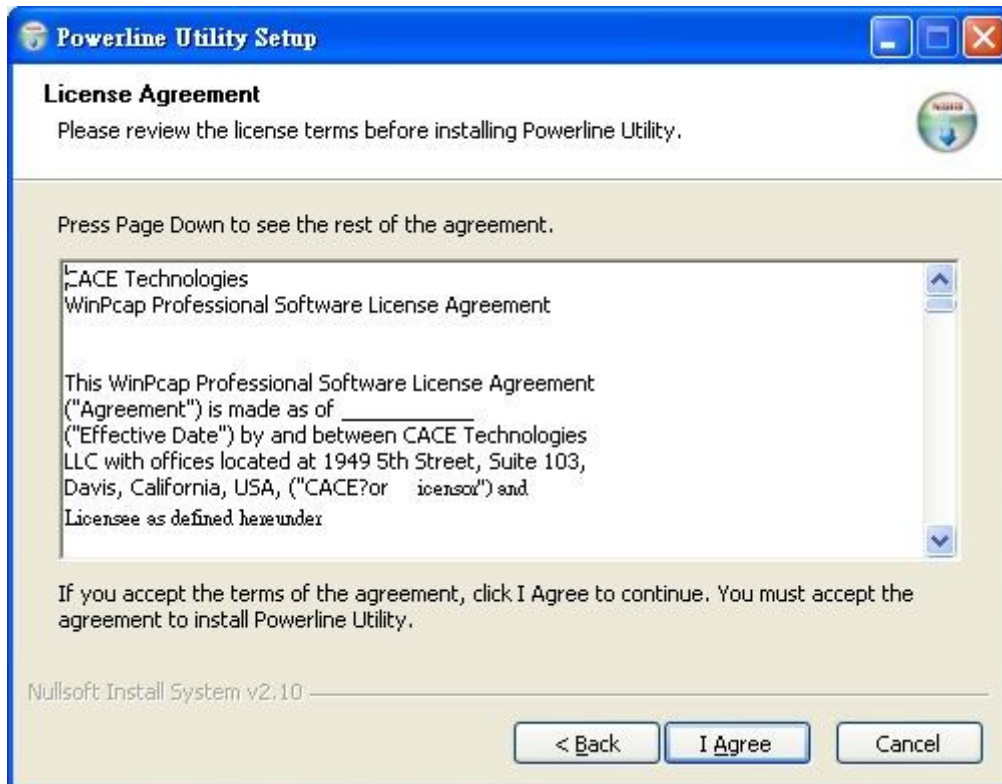 Powerline Utility Setup
License Agreement
Please review the license terms before installing Powerline Utility.
Press Page Down to see the rest of the agreement.
CACE Technologies
WinPcap Professional Software License Agreement
This WinPcap Professional Software License Agreement
("Agreement") is made as of ___________
("Effective Date") by and between CACE Technologies
LLC with offices located at 1949 5th Street, Suite 103,
Davis, California, USA, ("CACE?or icensor") and
Licensee as defined hereunder
If you accept the terms of the agreement, click I Agree to continue. You must accept the
agreement to install Powerline Utility.
Nullsoft Install System v2.10
< Back I Agree Cancel